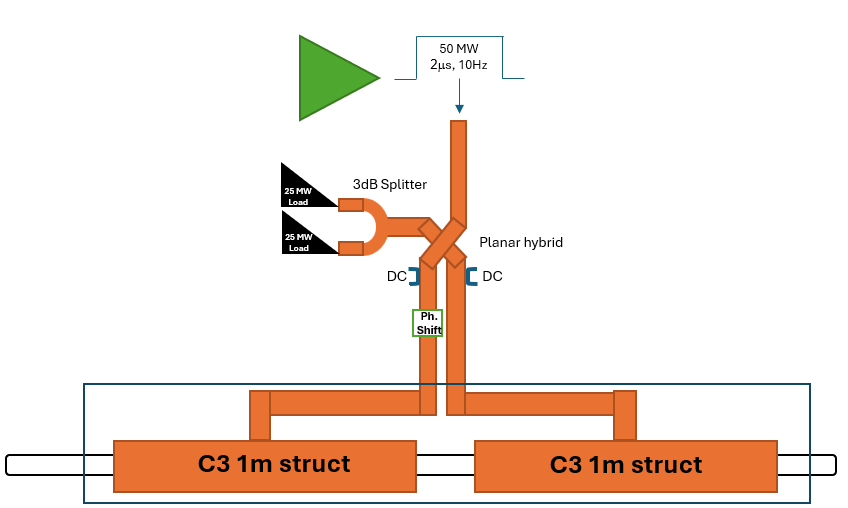 50 MW
2μs, 10Hz
3dB Splitter
25 MW
Load
25 MW
Load
Planar hybrid
DC
DC
Ph.
Shift
C3 1m struct
C3 1m struct